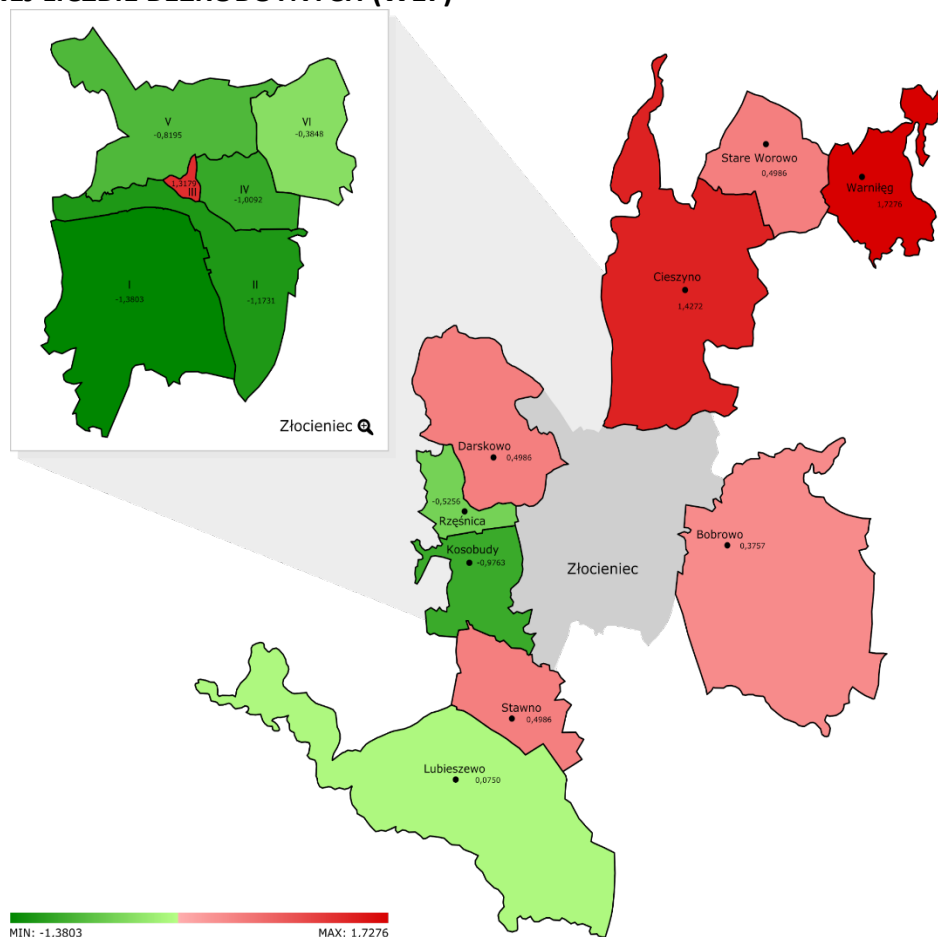 V
-0,8195
VI
-0,3848
1,3179
III
IV
-1,0092
I
-1,3803
II
-1,1731
Złocieniec
Stare Worowo
0,4986
Warniłęg
1,7276
Cieszyno
1,4272
Darskowo
0,4986
-0,5256
Rzęśnica
Kosobudy
-0,9763
Złocieniec
Bobrowo
0,3757
Stawno
0,4986
Lubieszewo
0,0750
MIN: -1,3803
MAX: 1,7276